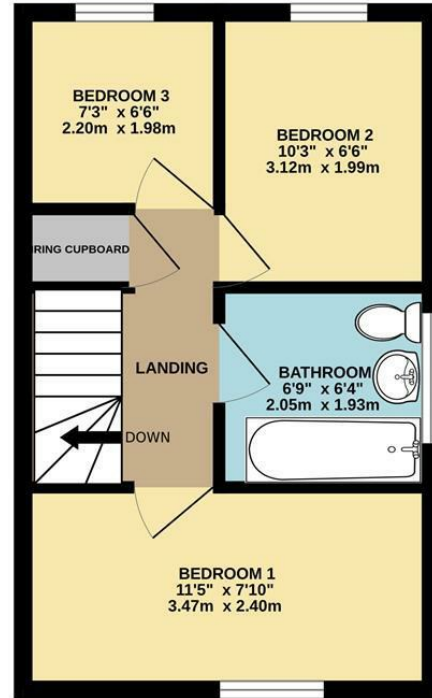 BEDROOM 3
7'3" x 6'6"
2.20m x 1.98m
BEDROOM 2
10'3" x 6'6"
3.12m x 1.99m
IRING CUPBOARD
LANDING
BATHROOM
6'9" x 6'4"
2.05m x 1.93m
DOWN
BEDROOM 1
11'5" x 7'10"
3.47m x 2.40m